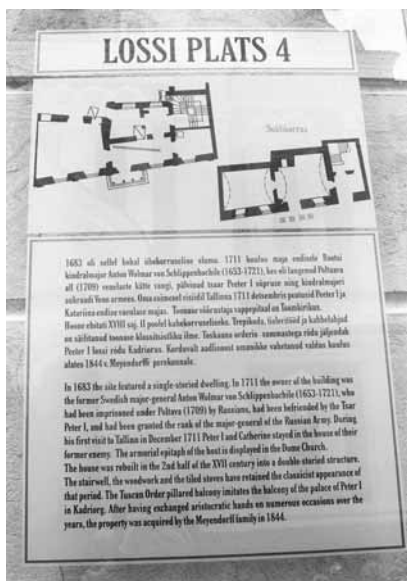 LOSSI PLATS 4
1683 oli sellel kohal ühekorruseline elamu. 1711 kuulus maja endisele Rootsi
kindralmajor Anton Wolmar von Schlippenbachile (1653-1721), kes oli langenud Poltaava
all (1709) venelaste kätte vangi, pälvinud tsaar Peeter I sõpruse ning kindralmajori
aukraadi Vene armees. Oma esimesel visiidil Tallinna 1711 detsembris peatusid Peeter I ja
Katariina endise vaenlase majas. Toonase võõrustaja vappepitaaf on Toomkirikus.
Hoone ehitati XVIII saj. II poolel kahekorruseliseks. Trepikoda, tisleritööd ja kahhelahjud
on säilitanud toonase klassitsistliku ilme. Toskaana orderis sammastega rõdu jäljendab
Peeter I lossi rõdu Kadriorus. Korduvalt aadlisoost omanikke vahetanud valdus kuulus
alates 1844 v. Meyendorffi perekonnale.
In 1683 the site featured a single-storied dwelling. In 1711 the owner of the building was
the former Swedish major-general Anton Wolmar von Schlippenbach (1653-1721), who
had been imprisoned under Poltava (1709) by Russians, had been befriended by the Tsar
Peter I, and had been granted the rank of the major-general of the Russian Army. During
his first visit to Tallinn in December 1711 Peter I and Catherine stayed in the house of their
former enemy. The armorial epitaph of the host is displayed in the Dome Church.
The house was rebuilt in the 2nd half of the XVII century into a double-storied structure.
The stairwell, the woodwork and the tiled stoves have retained the classicist appearance of
that period. The Tuscan Order pillared balcony imitates the balcony of the palace of Peter I
in Kadriorg. After having exchanged aristocratic hands on numerous occasions over the
years, the property was acquired by the Meyendorff family in 1844.